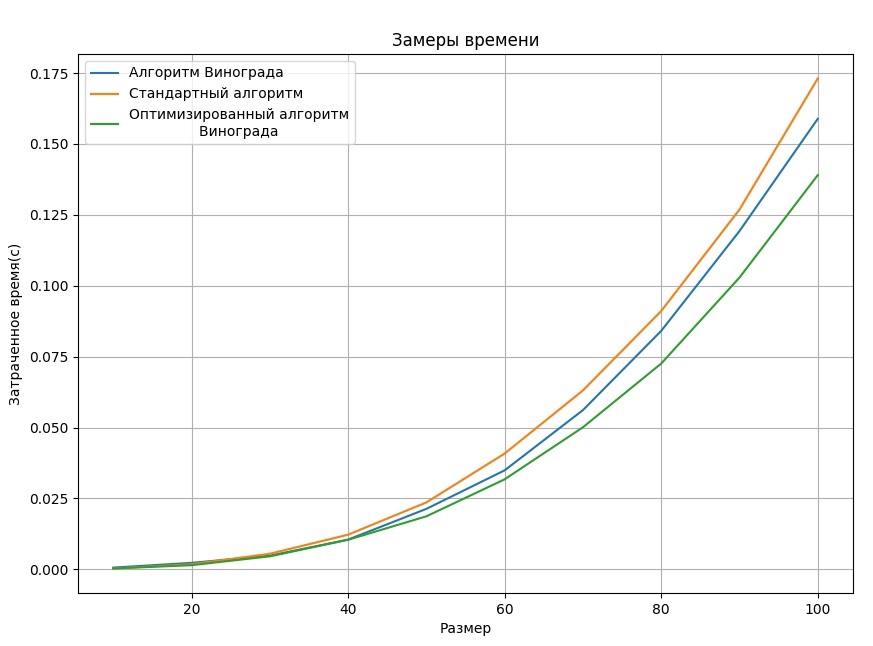 Замеры времени
Алгоритм Винограда
Стандартный алгоритм
Оптимизированный алгоритм
Винограда
0.175
0.150
0.125
0.100
0.075
0.050
0.025
0.000
Затраченное время(с)
20 40 60 80 100
Размер